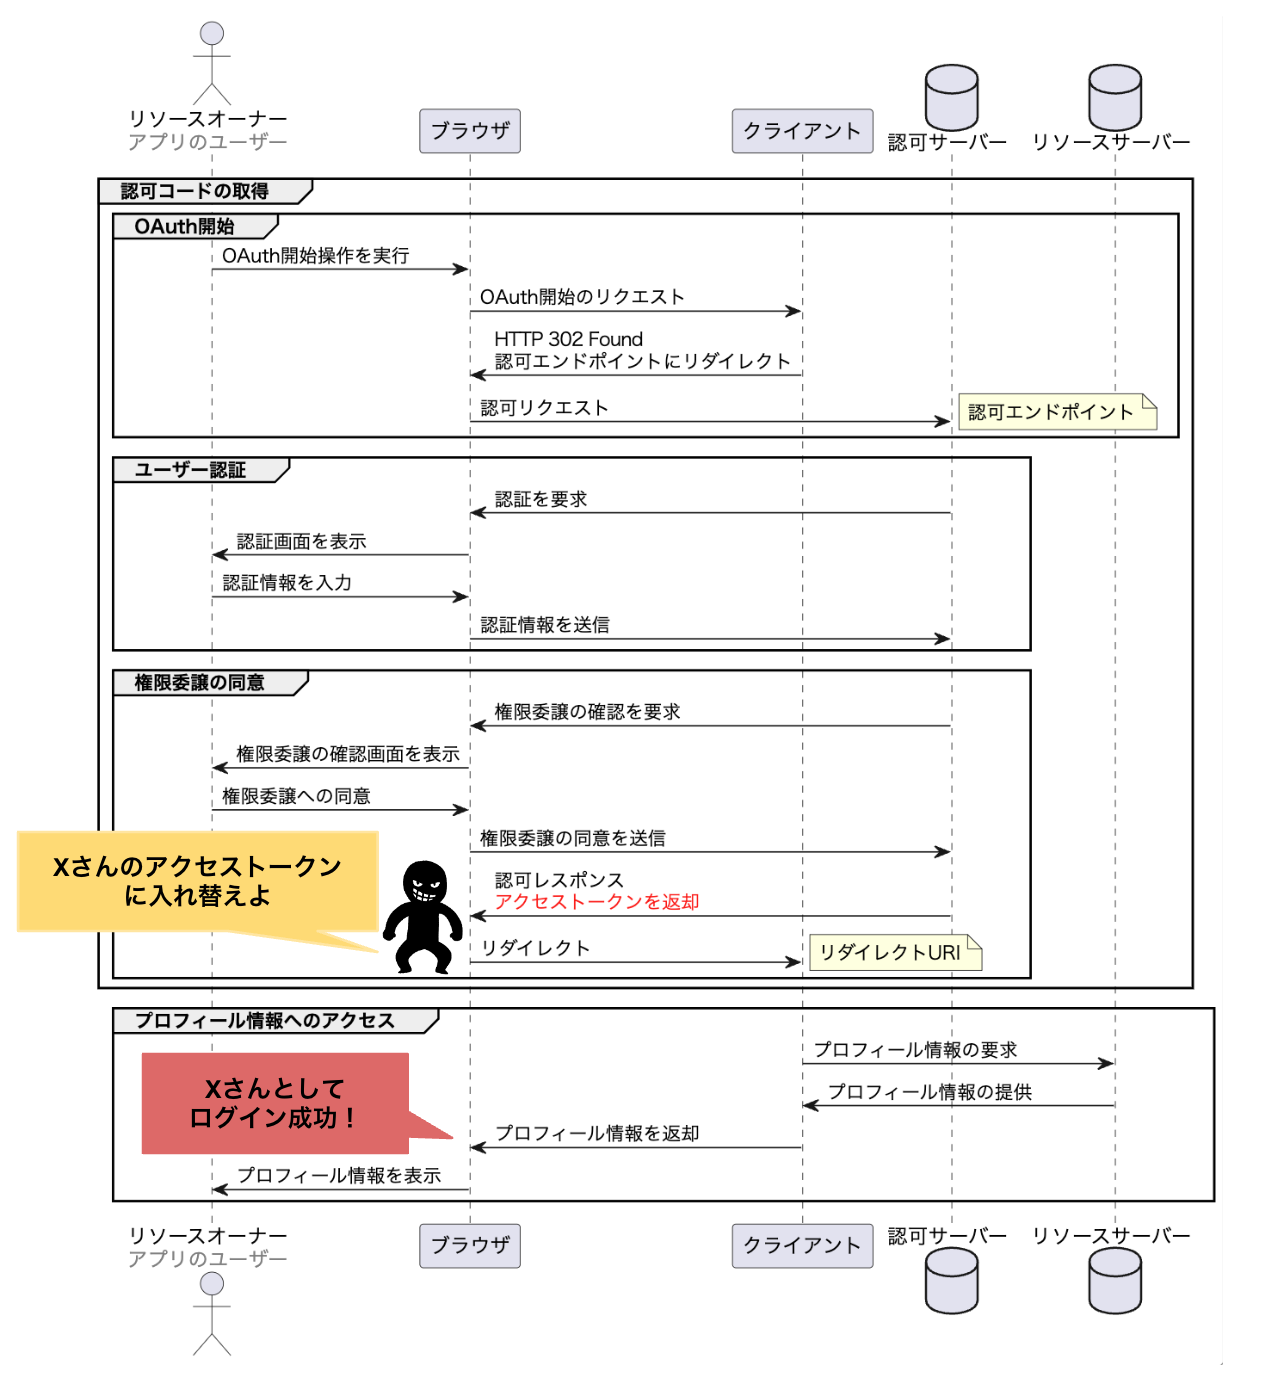 リソースオーナー
アプリのユーザー
ブラウザ
クライアント
認可サーバー
リソースサーバー
認可コードの取得
OAuth開始
OAuth開始操作を実行
OAuth開始のリクエスト
HTTP 302 Found
認可エンドポイントにリダイレクト
認可リクエスト
認可エンドポイント
ユーザー認証
認証を要求
認証画面を表示
認証情報を入力
認証情報を送信
権限委譲の同意
権限委譲の確認を要求
権限委譲の確認画面を表示
権限委譲への同意
権限委譲の同意を送信
Xさんのアクセストークン
に入れ替えよ
認可レスポンス
アクセストークンを返却
リダイレクト
リダイレクトURI
プロフィール情報へのアクセス
プロフィール情報の要求
Xさんとして
ログイン成功！
プロフィール情報の提供
プロフィール情報を返却
プロフィール情報を表示
リソースオーナー
アプリのユーザー
ブラウザ
クライアント
認可サーバー
リソースサーバー